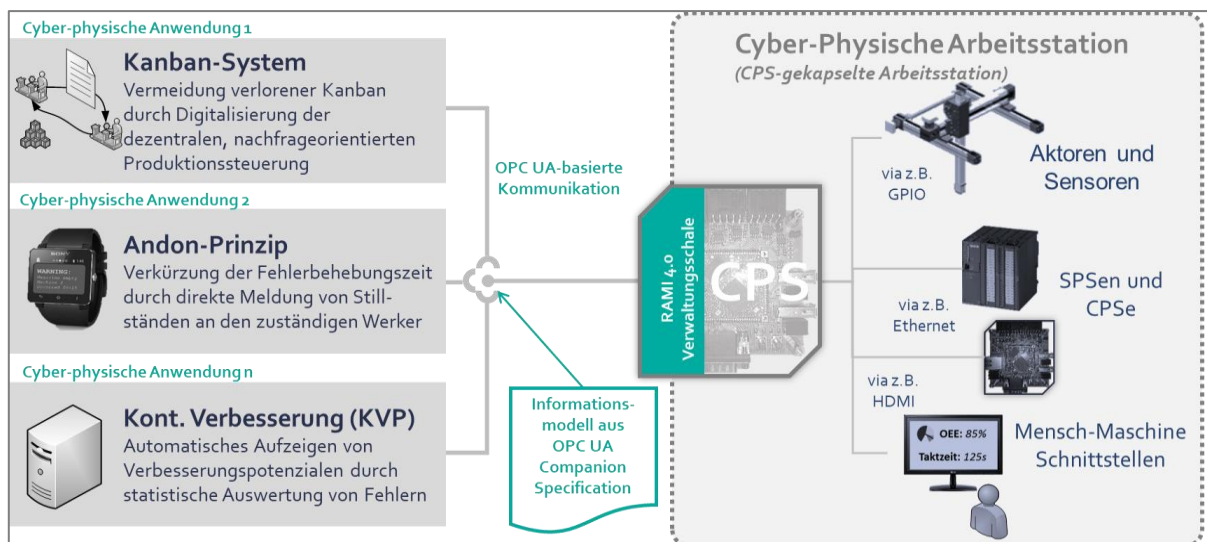 Cyber-physische Anwendung 1
Kanban-System
Vermeidung verlorener Kanban
durch Digitalisierung der
dezentralen, nachfrageorientierten
Produktionssteuerung
Cyber-physische Anwendung 2
SONY
WARNING:
Andon-Prinzip
Verkürzung der Fehlerbehebungszeit
durch direkte Meldung von Still-
ständen an den zuständigen Werker
Cyber-physische Anwendung n
Kont. Verbesserung (KVP)
Automatisches Aufzeigen von
Verbesserungspotenzialen durch
statistische Auswertung von Fehlern
OPC UA-basierte
Kommunikation
Informations-
modell aus
OPC UA
Companion
Specification
RAMI 4.0
Verwaltungsschale
CPS
Cyber-Physische Arbeitsstation
(CPS-gekapselte Arbeitsstation)
via z.B.
GPIO
Aktoren und
Sensoren
via z.B.
Ethernet
SPSen und
CPSe
via z.B.
HDMI
OEE: 85%
Taktzeit: 125s
Mensch-Maschine
Schnittstellen